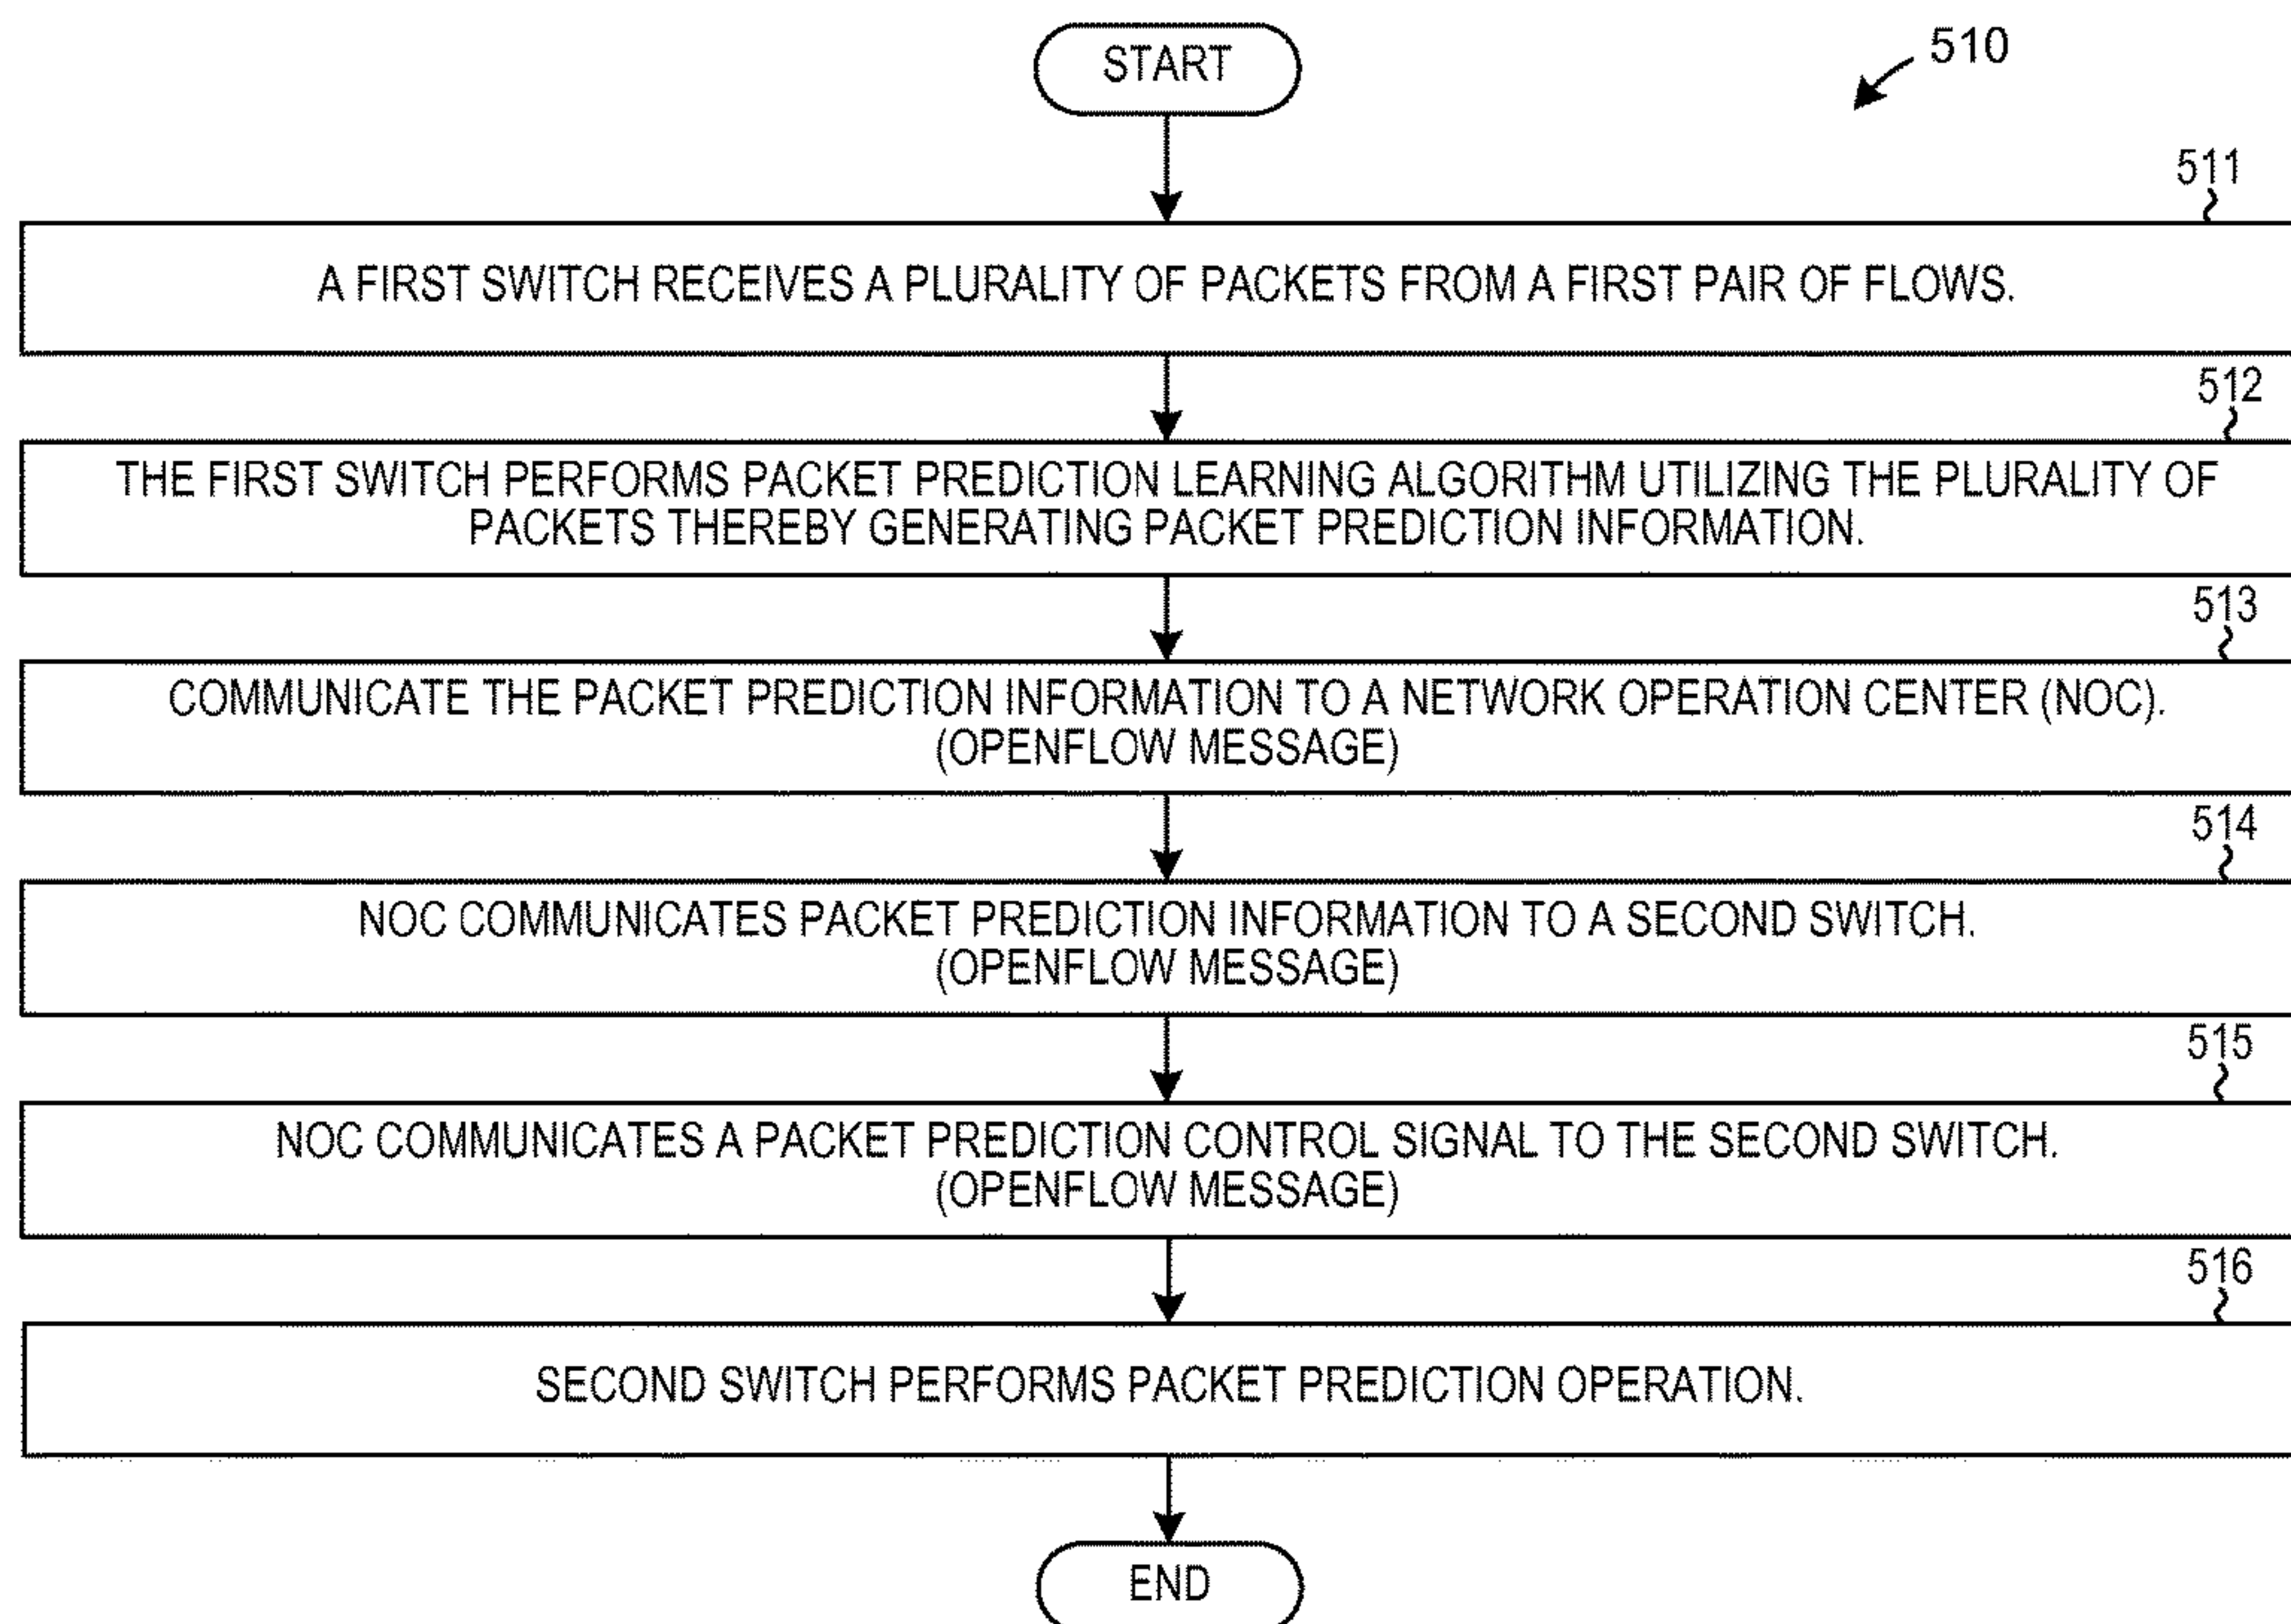 START
510
511
A FIRST SWITCH RECEIVES A PLURALITY OF PACKETS FROM A FIRST PAIR OF FLOWS.
512
THE FIRST SWITCH PERFORMS PACKET PREDICTION LEARNING ALGORITHM UTILIZING THE PLURALITY OF
PACKETS THEREBY GENERATING PACKET PREDICTION INFORMATION.
513
COMMUNICATE THE PACKET PREDICTION INFORMATION TO A NETWORK OPERATION CENTER (NOC).
(OPENFLOW MESSAGE)
514
NOC COMMUNICATES PACKET PREDICTION INFORMATION TO A SECOND SWITCH.
(OPENFLOW MESSAGE)
515
NOC COMMUNICATES A PACKET PREDICTION CONTROL SIGNAL TO THE SECOND SWITCH.
(OPENFLOW MESSAGE)
516
SECOND SWITCH PERFORMS PACKET PREDICTION OPERATION.
END